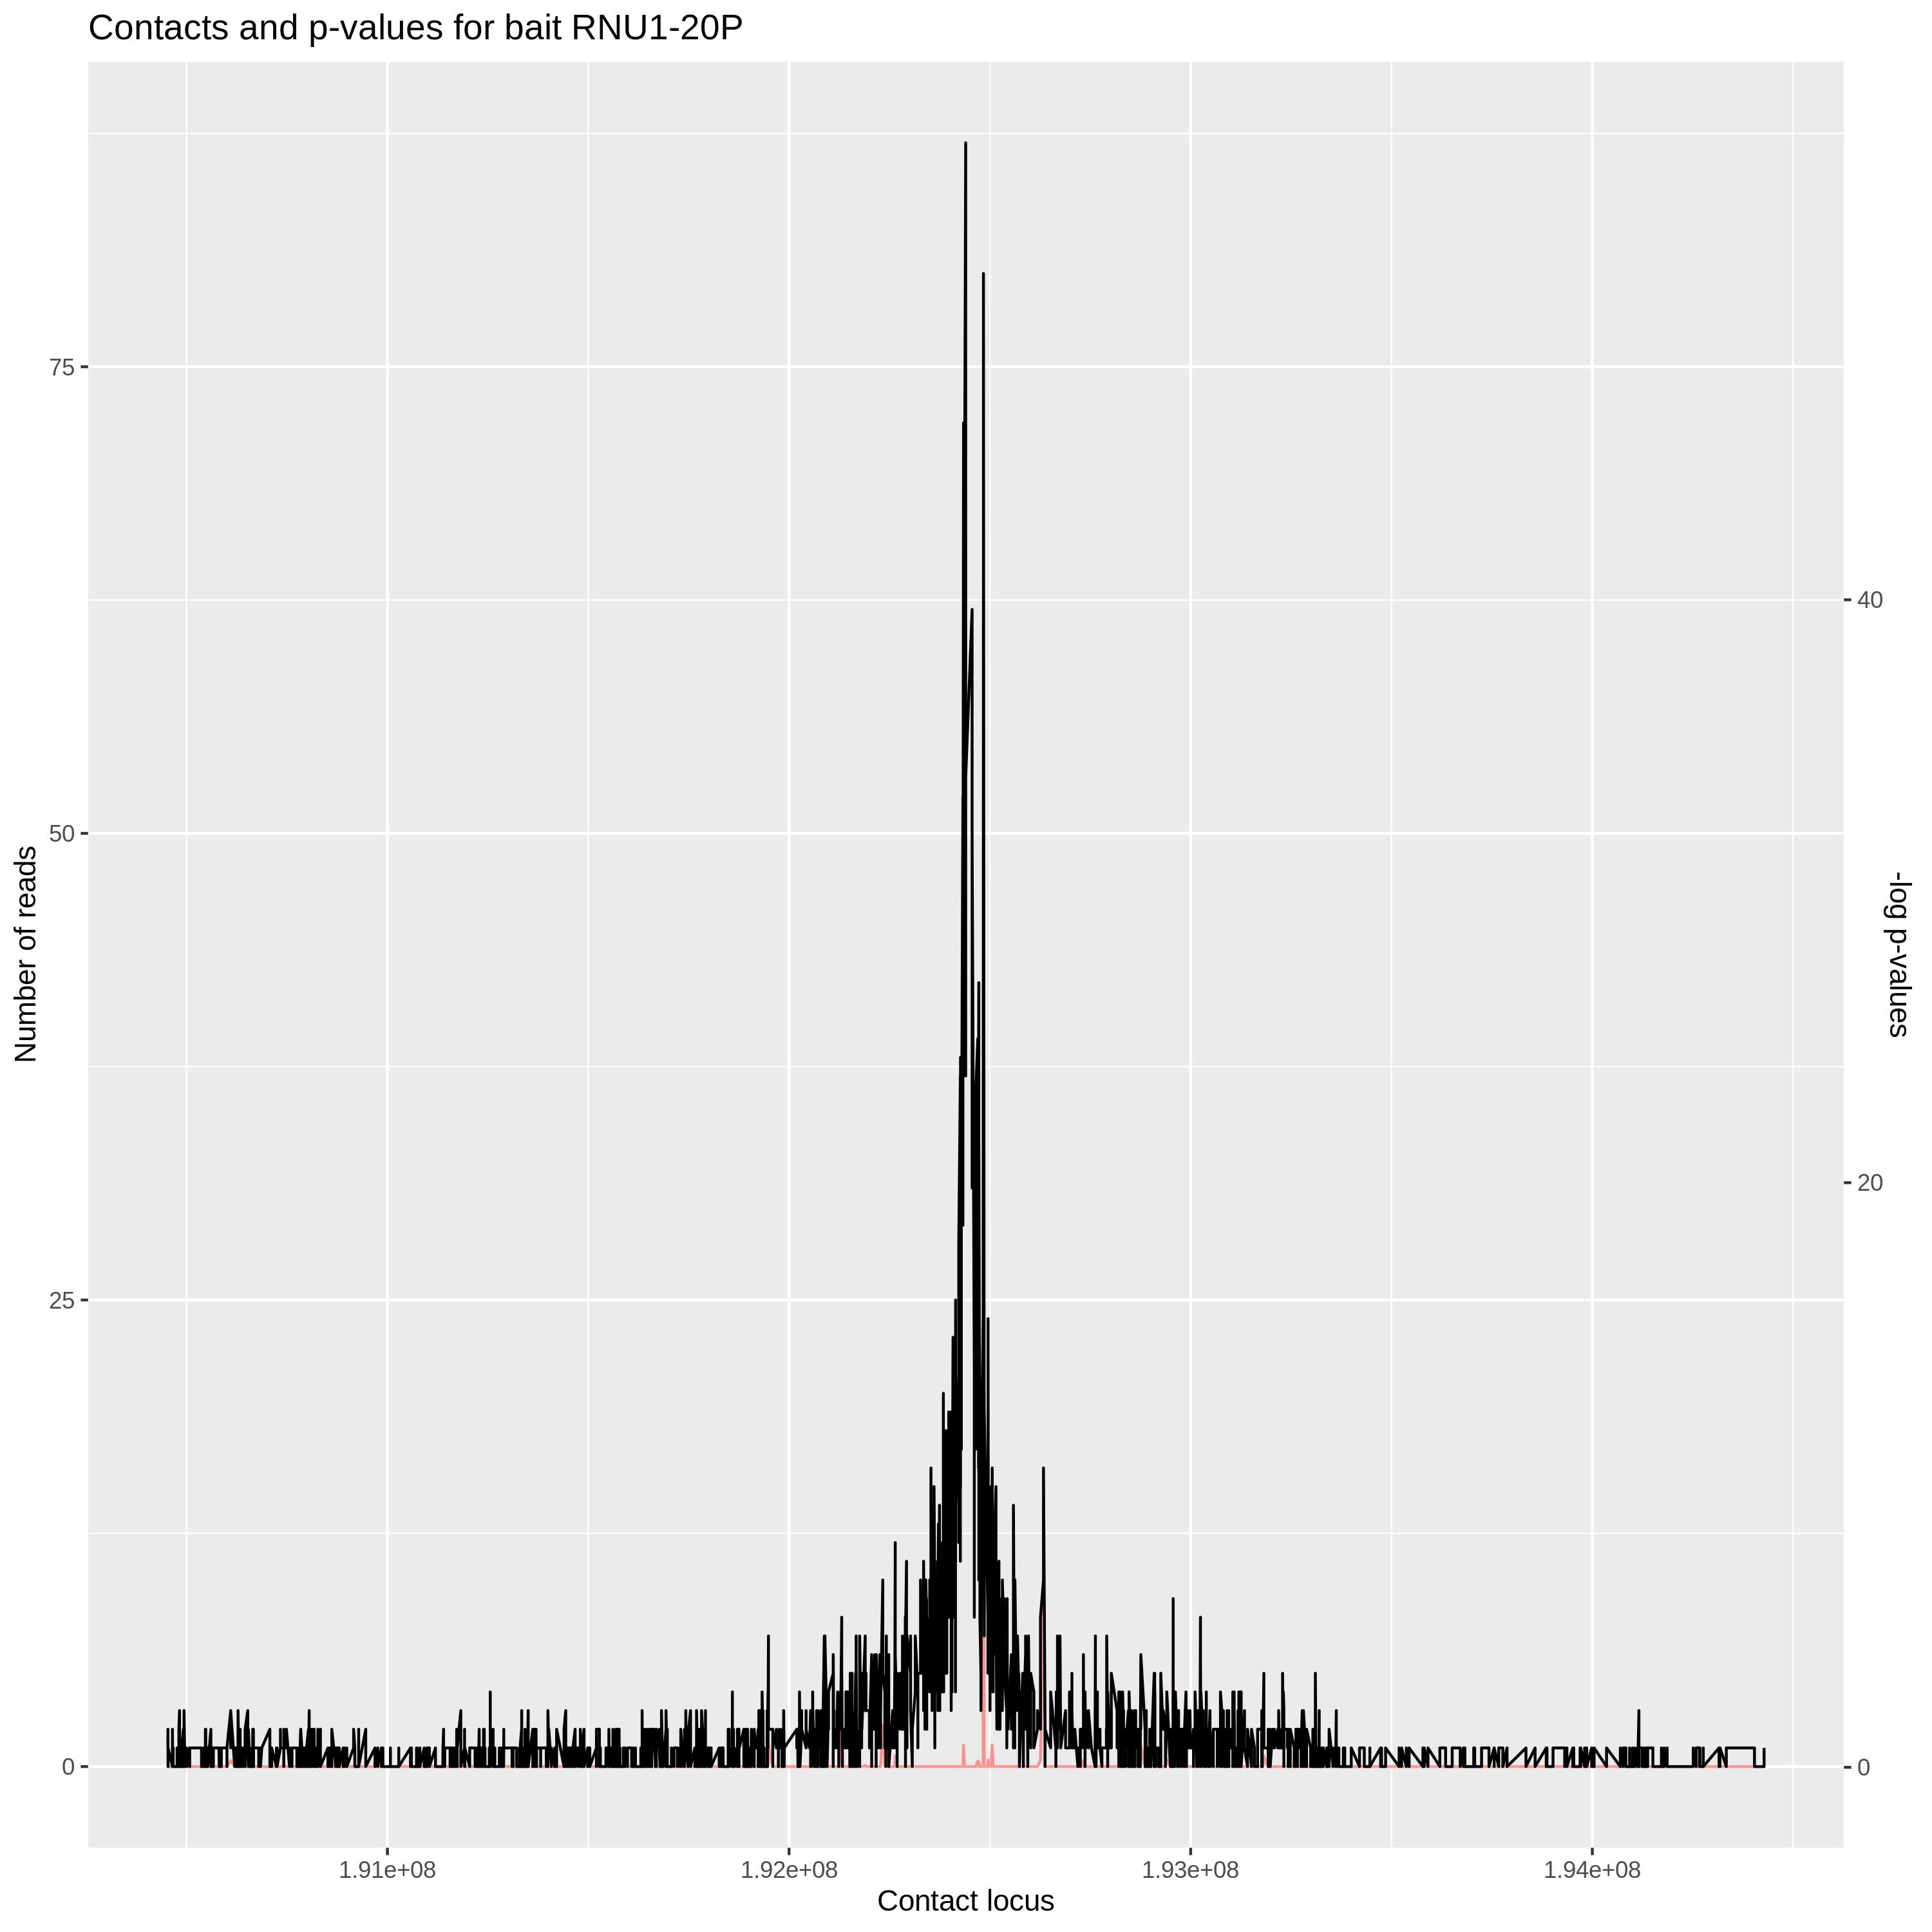 Contacts and p-values for bait RNU1-20P
75
50
25
0
Number of reads
40
20
0
-log p-values
1.91e+08
1.92e+08
1.93e+08
1.94e+08
Contact locus